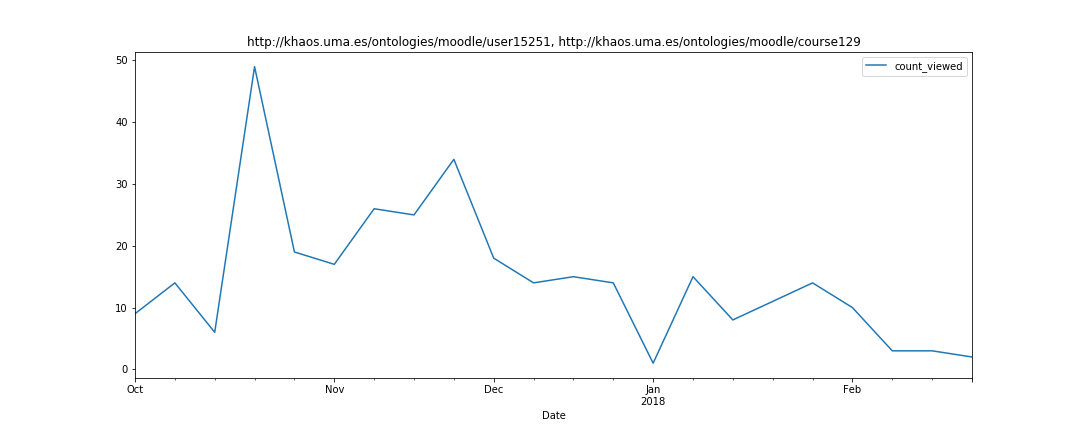 http://khaos.uma.es/ontologies/moodle/user15251, http://khaos.uma.es/ontologies/moodle/course129
count_viewed
50
40
30
20
10
0
Oct Nov Dec Jan Feb
2018
Date